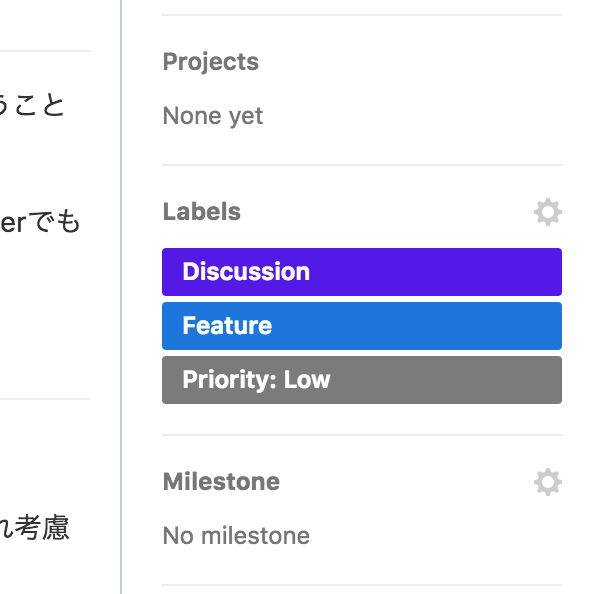 うこと
erでも
れ考慮
Projects
None yet
Labels
Discussion
Feature
Priority: Low
Milestone
No milestone